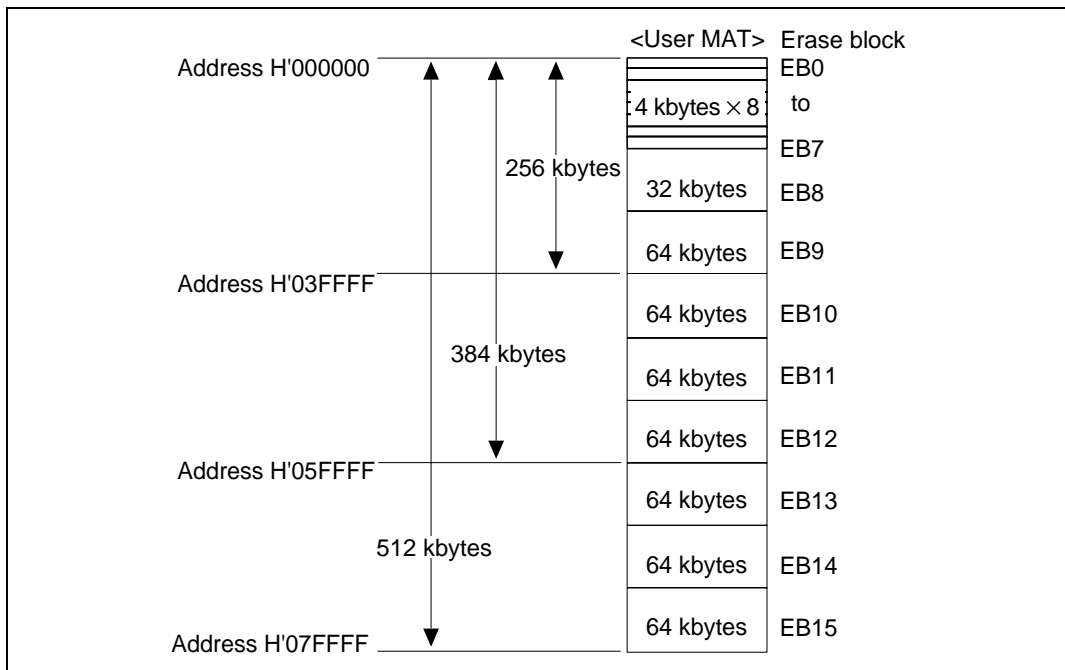 <User MAT> Erase block
Address H'000000
EB0
4 kbytes × 8
to
EB7
256 kbytes
32 kbytes
EB8
64 kbytes
EB9
Address H'03FFFF
64 kbytes
EB10
384 kbytes
64 kbytes
EB11
64 kbytes
EB12
Address H'05FFFF
64 kbytes
EB13
512 kbytes
64 kbytes
EB14
64 kbytes
EB15
Address H'07FFFF